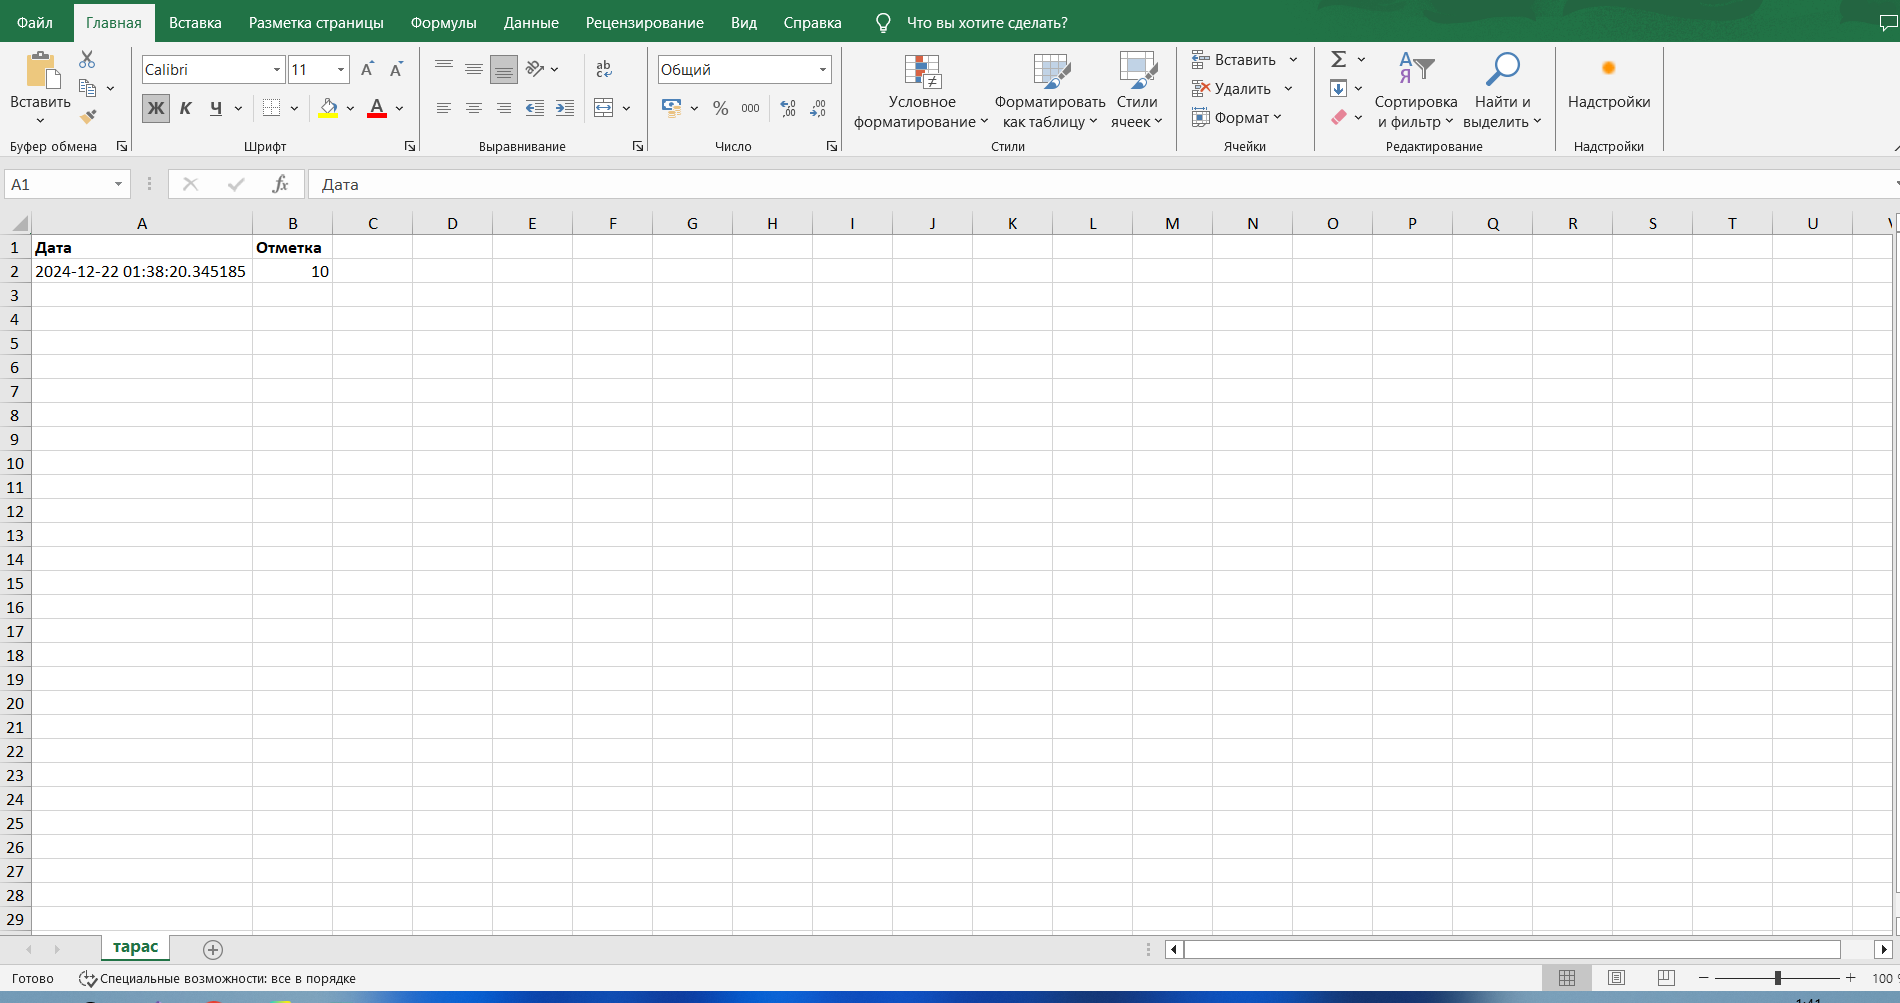 Файл Главная Вставка Разметка страницы Формулы Данные Рецензирование Вид Справка Что вы хотите сделать?
Вставить
Буфер обмена
Calibri 11
Ж К Ч
Шрифт
Выравнивание
Общий
% 000
Число
Условное форматирование
Форматировать как таблицу
Стили ячеек
Стили
Вставить
Удалить
Формат
Ячейки
Сортировка и фильтр
Найти и выделить
Редактирование
Надстройки
Надстройки
A1 fx Дата
A B C D E F G H I J K L M N O P Q R S T U
1 Дата Отметка
2 2024-12-22 01:38:20.345185 10
3
4
5
6
7
8
9
10
11
12
13
14
15
16
17
18
19
20
21
22
23
24
25
26
27
28
29
тарас
Готово Специальные возможности: все в порядке 100